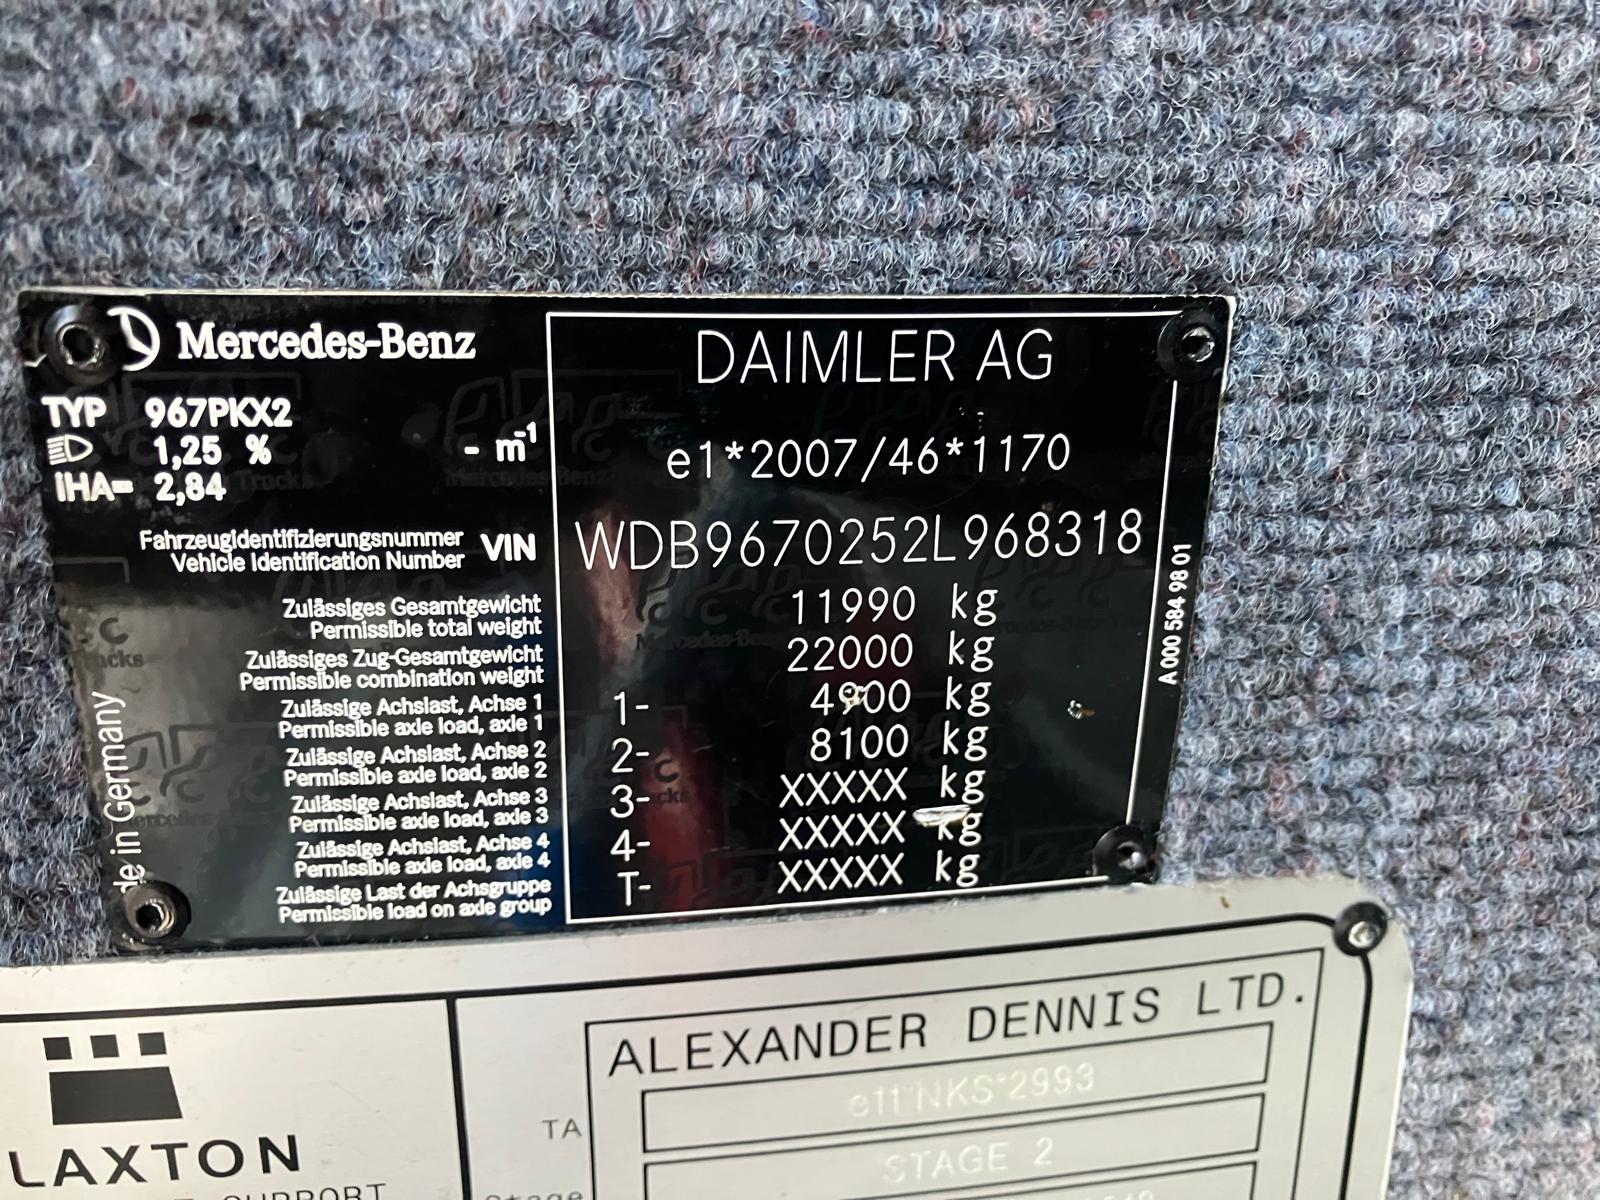 Mercedes-Benz
DAIMLER AG
TYP 967PKX2
1,25 % - m⁻¹
IHA= 2,84
e1*2007/46*1170
Fahrzeugidentifizierungsnummer
Vehicle Identification Number VIN WDB9670252L968318
Zulässiges Gesamtgewicht
Permissible total weight 11990 kg
Zulässiges Zug-Gesamtgewicht
Permissible combination weight 22000 kg
Zulässige Achslast, Achse 1
Permissible axle load, axle 1 1- 4900 kg
Zulässige Achslast, Achse 2
Permissible axle load, axle 2 2- 8100 kg
Zulässige Achslast, Achse 3
Permissible axle load, axle 3 3- XXXXX kg
Zulässige Achslast, Achse 4
Permissible axle load, axle 4 4- XXXXX kg
Zulässige Last der Achsgruppe
Permissible load on axle group T- XXXXX kg
de in Germany
A 000 584 98 01
LAXTON
SUPPORT
ALEXANDER DENNIS LTD.
TA e11*NKS*2993
Stage STAGE 2